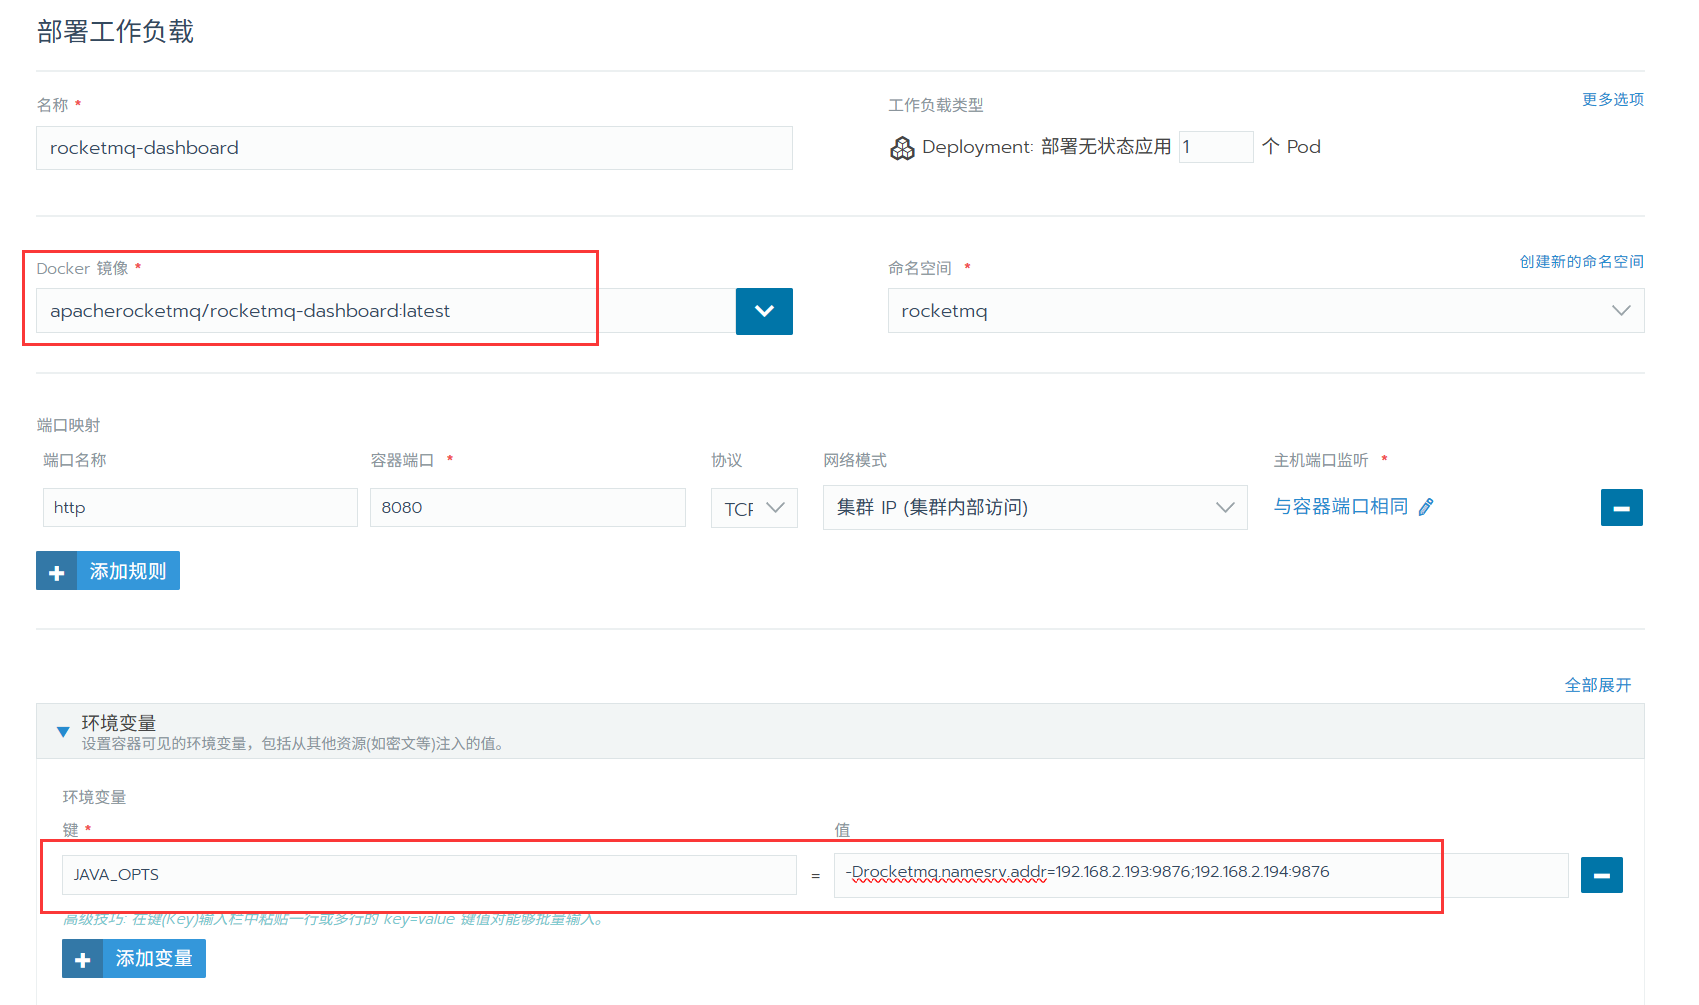 部署工作负载
名称 *
工作负载类型
更多选项
rocketmq-dashboard
Deployment: 部署无状态应用 1 个 Pod
Docker 镜像 *
命名空间 *
创建新的命名空间
apacherocketmq/rocketmq-dashboard:latest
rocketmq
端口映射
端口名称 容器端口 * 协议 网络模式 主机端口监听 *
http 8080 TCP 集群 IP (集群内部访问) 与容器端口相同
添加规则
全部展开
环境变量
设置容器可见的环境变量，包括从其他资源(如密文等)注入的值。
环境变量
键 * 值
JAVA_OPTS = -Drocketmq.namesrv.addr=192.168.2.193:9876;192.168.2.194:9876
高级技巧: 在键(Key)输入栏中粘贴一行或多行的 key=value 键值对能够批量输入。
添加变量